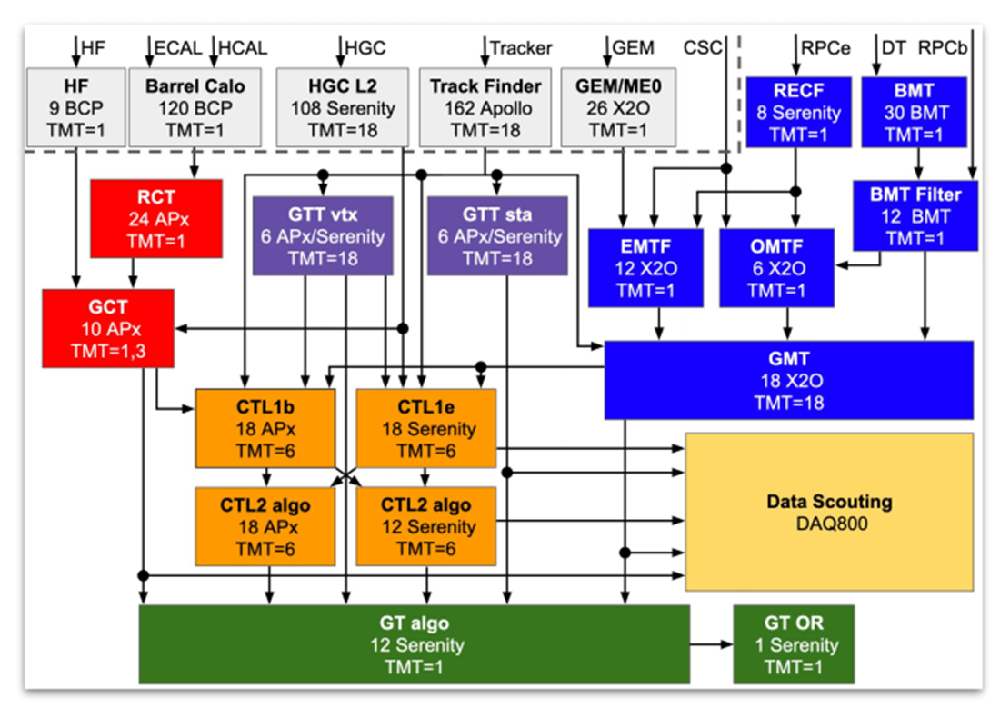 HF
ECAL
HCAL
HGC
Tracker
GEM
CSC
RPCe
DT
RPCb
HF
9 BCP
TMT=1
Barrel Calo
120 BCP
TMT=1
HGC L2
108 Serenity
TMT=18
Track Finder
162 Apollo
TMT=18
GEM/ME0
26 X2O
TMT=1
RECF
8 Serenity
TMT=1
BMT
30 BMT
TMT=1
RCT
24 APx
TMT=1
GTT vtx
6 APx/Serenity
TMT=18
GTT sta
6 APx/Serenity
TMT=18
BMT Filter
12 BMT
TMT=1
EMTF
12 X2O
TMT=1
OMTF
6 X2O
TMT=1
GCT
10 APx
TMT=1,3
GMT
18 X2O
TMT=18
CTL1b
18 APx
TMT=6
CTL1e
18 Serenity
TMT=6
Data Scouting
DAQ800
CTL2 algo
18 APx
TMT=6
CTL2 algo
12 Serenity
TMT=6
GT algo
12 Serenity
TMT=1
GT OR
1 Serenity
TMT=1